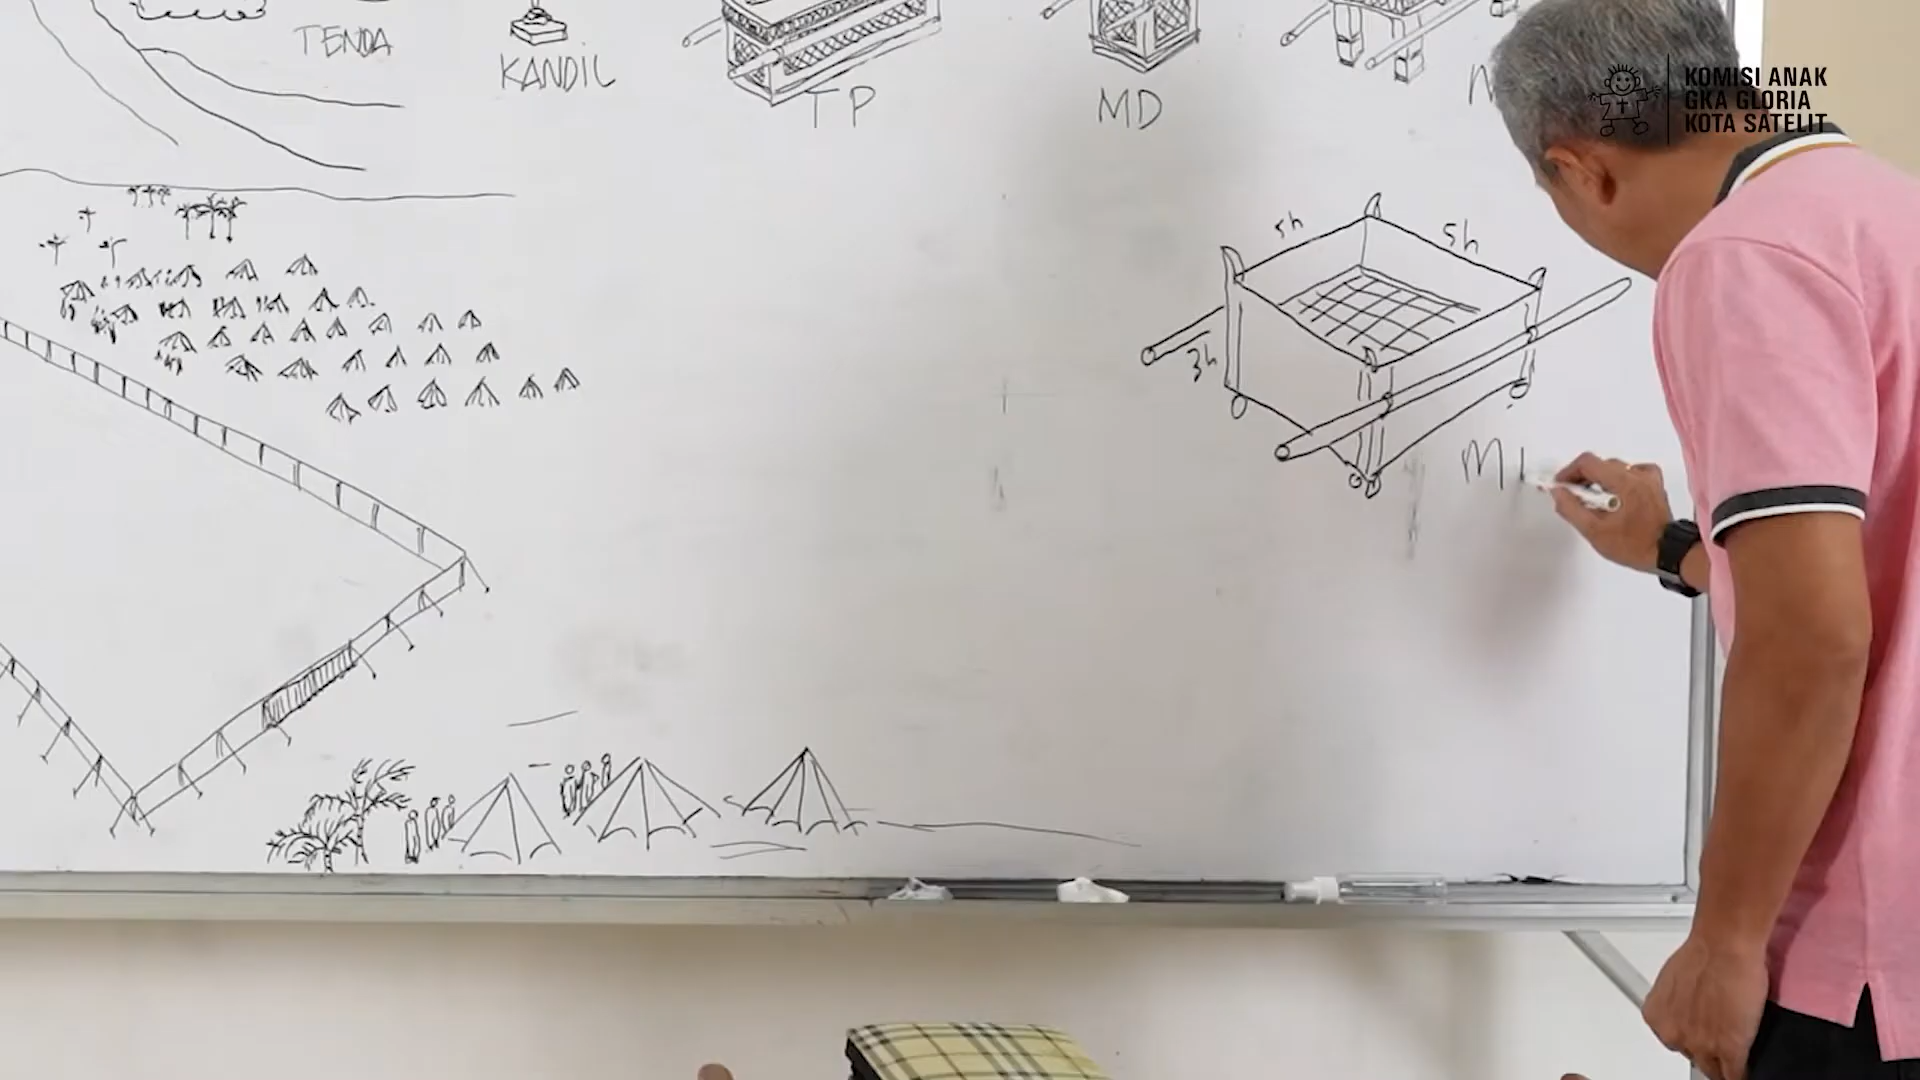 TENDA
KANDIL
TP
MD
KOMISI ANAK
GKA GLORIA
KOTA SATELIT
5h
5h
3h
M